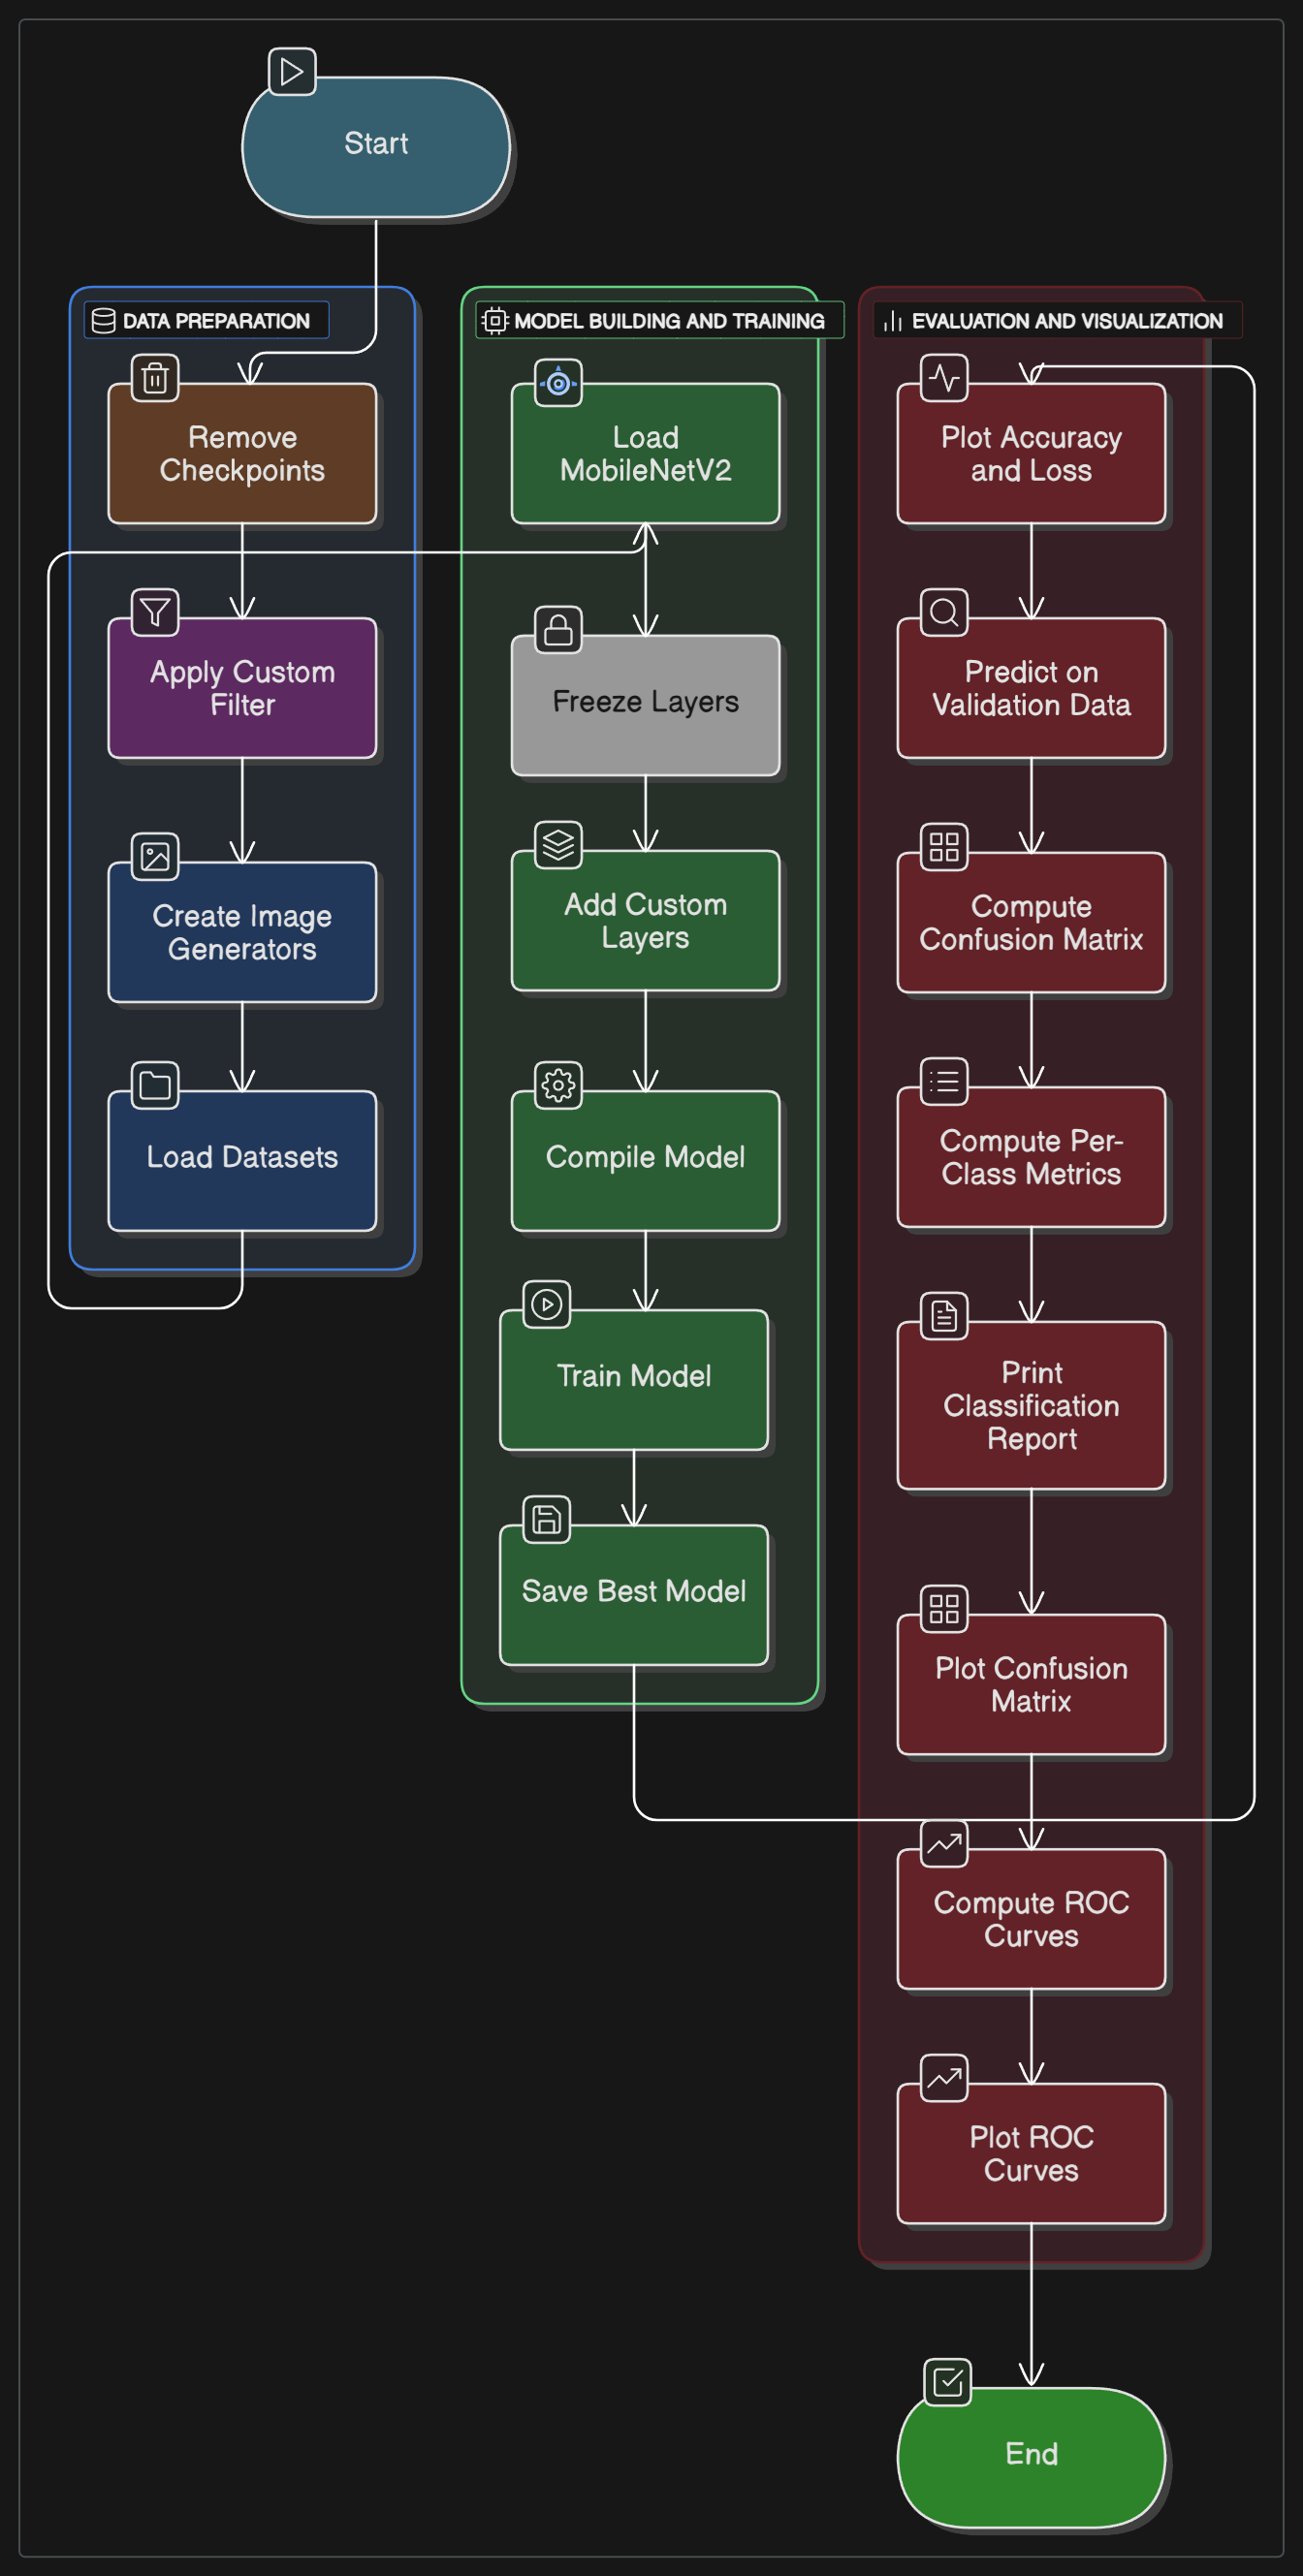 Start
DATA PREPARATION
Remove
Checkpoints
Apply Custom
Filter
Create Image
Generators
Load Datasets
MODEL BUILDING AND TRAINING
Load
MobileNetV2
Freeze Layers
Add Custom
Layers
Compile Model
Train Model
Save Best Model
EVALUATION AND VISUALIZATION
Plot Accuracy
and Loss
Predict on
Validation Data
Compute
Confusion Matrix
Compute Per-
Class Metrics
Print
Classification
Report
Plot Confusion
Matrix
Compute ROC
Curves
Plot ROC
Curves
End